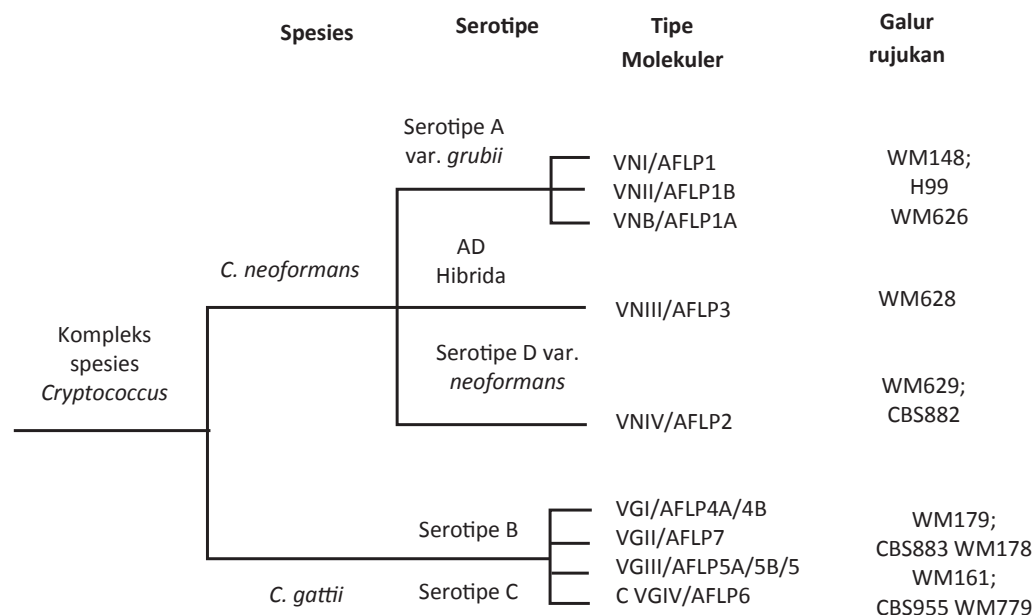 Spesies
Serotipe
Tipe
Molekuler
Galur
rujukan
Serotipe A
var. grubii
VNI/AFLP1
VNII/AFLP1B
VNB/AFLP1A
WM148;
H99
WM626
C. neoformans
AD
Hibrida
VNIII/AFLP3
WM628
Kompleks
spesies
Cryptococcus
Serotipe D var.
neoformans
VNIV/AFLP2
WM629;
CBS882
Serotipe B
Serotipe C
C. gattii
VGI/AFLP4A/4B
VGII/AFLP7
VGIII/AFLP5A/5B/5
C VGIV/AFLP6
WM179;
CBS883 WM178
WM161;
CBS955 WM779